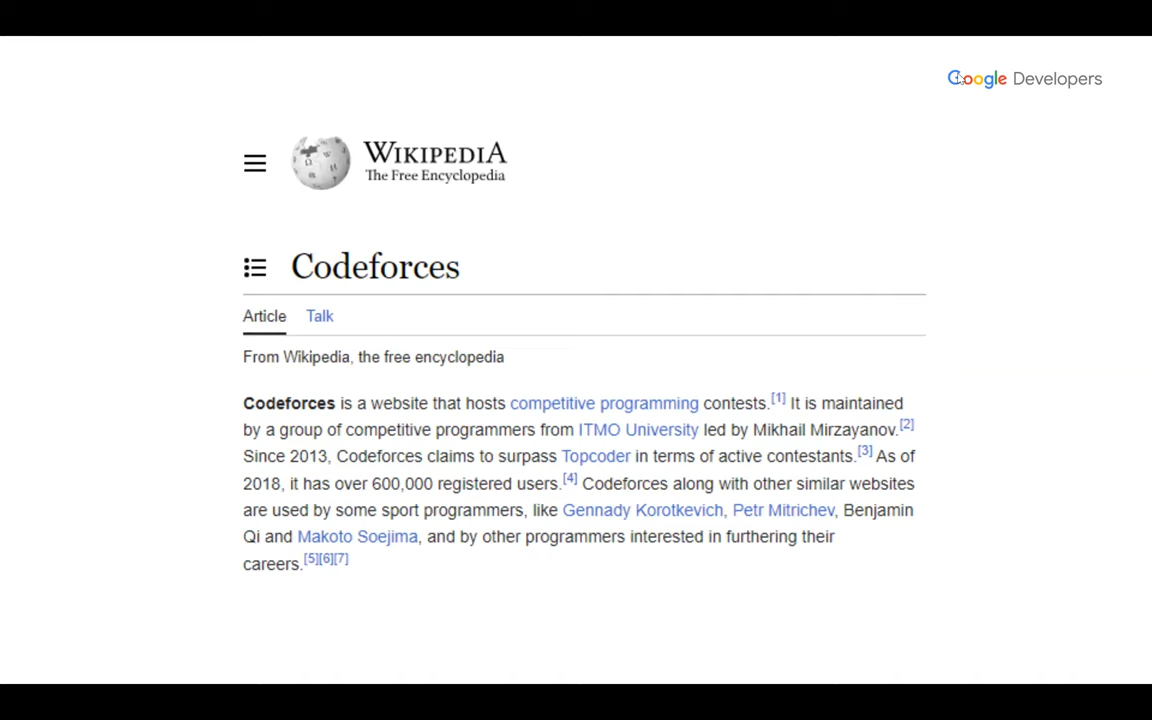 Google Developers
WIKIPEDIA
The Free Encyclopedia
Codeforces
Article Talk
From Wikipedia, the free encyclopedia
Codeforces is a website that hosts competitive programming contests.[1] It is maintained
by a group of competitive programmers from ITMO University led by Mikhail Mirzayanov.[2]
Since 2013, Codeforces claims to surpass Topcoder in terms of active contestants.[3] As of
2018, it has over 600,000 registered users.[4] Codeforces along with other similar websites
are used by some sport programmers, like Gennady Korotkevich, Petr Mitrichev, Benjamin
Qi and Makoto Soejima, and by other programmers interested in furthering their
careers.[5][6][7]